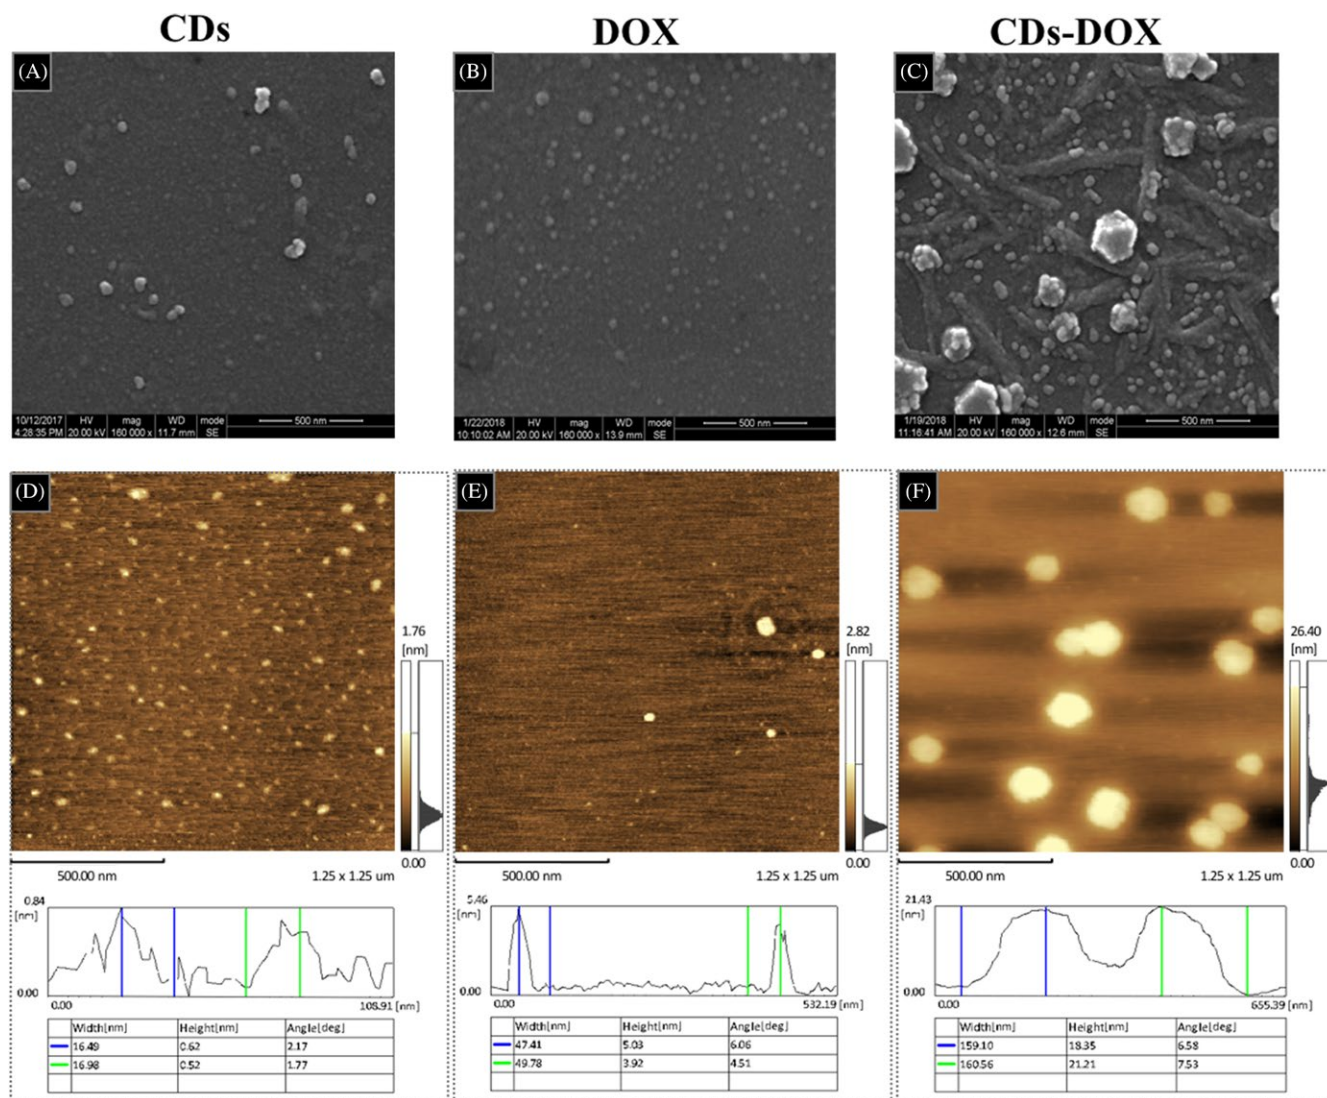 CDs
DOX
CDs-DOX
(A)
(B)
(C)
10/12/2017 HV mag WD mode 500 nm
4:28:35 PM 20.00 kV 160 000 x 11.7 mm SE
1/22/2018 HV mag WD mode 500 nm
10:10:02 AM 20.00 kV 160 000 x 13.9 mm SE
1/19/2018 HV mag WD mode 500 nm
11:16:41 AM 20.00 kV 160 000 x 12.6 mm SE
(D)
(E)
(F)
1.76
[nm]
0.00
2.82
[nm]
0.00
26.40
[nm]
0.00
500.00 nm 1.25 x 1.25 um
500.00 nm 1.25 x 1.25 um
500.00 nm 1.25 x 1.25 um
0.84
[nm]
0.00
0.00 108.91 [nm]
Width[nm] Height[nm] Angle[deg]
16.49 0.62 2.17
16.98 0.52 1.77
5.46
[nm]
0.00
0.00 532.19 [nm]
Width[nm] Height[nm] Angle[deg]
47.41 5.03 6.06
49.78 3.92 4.51
21.43
[nm]
0.00
0.00 655.39 [nm]
Width[nm] Height[nm] Angle[deg]
159.10 18.35 6.58
160.56 21.21 7.53